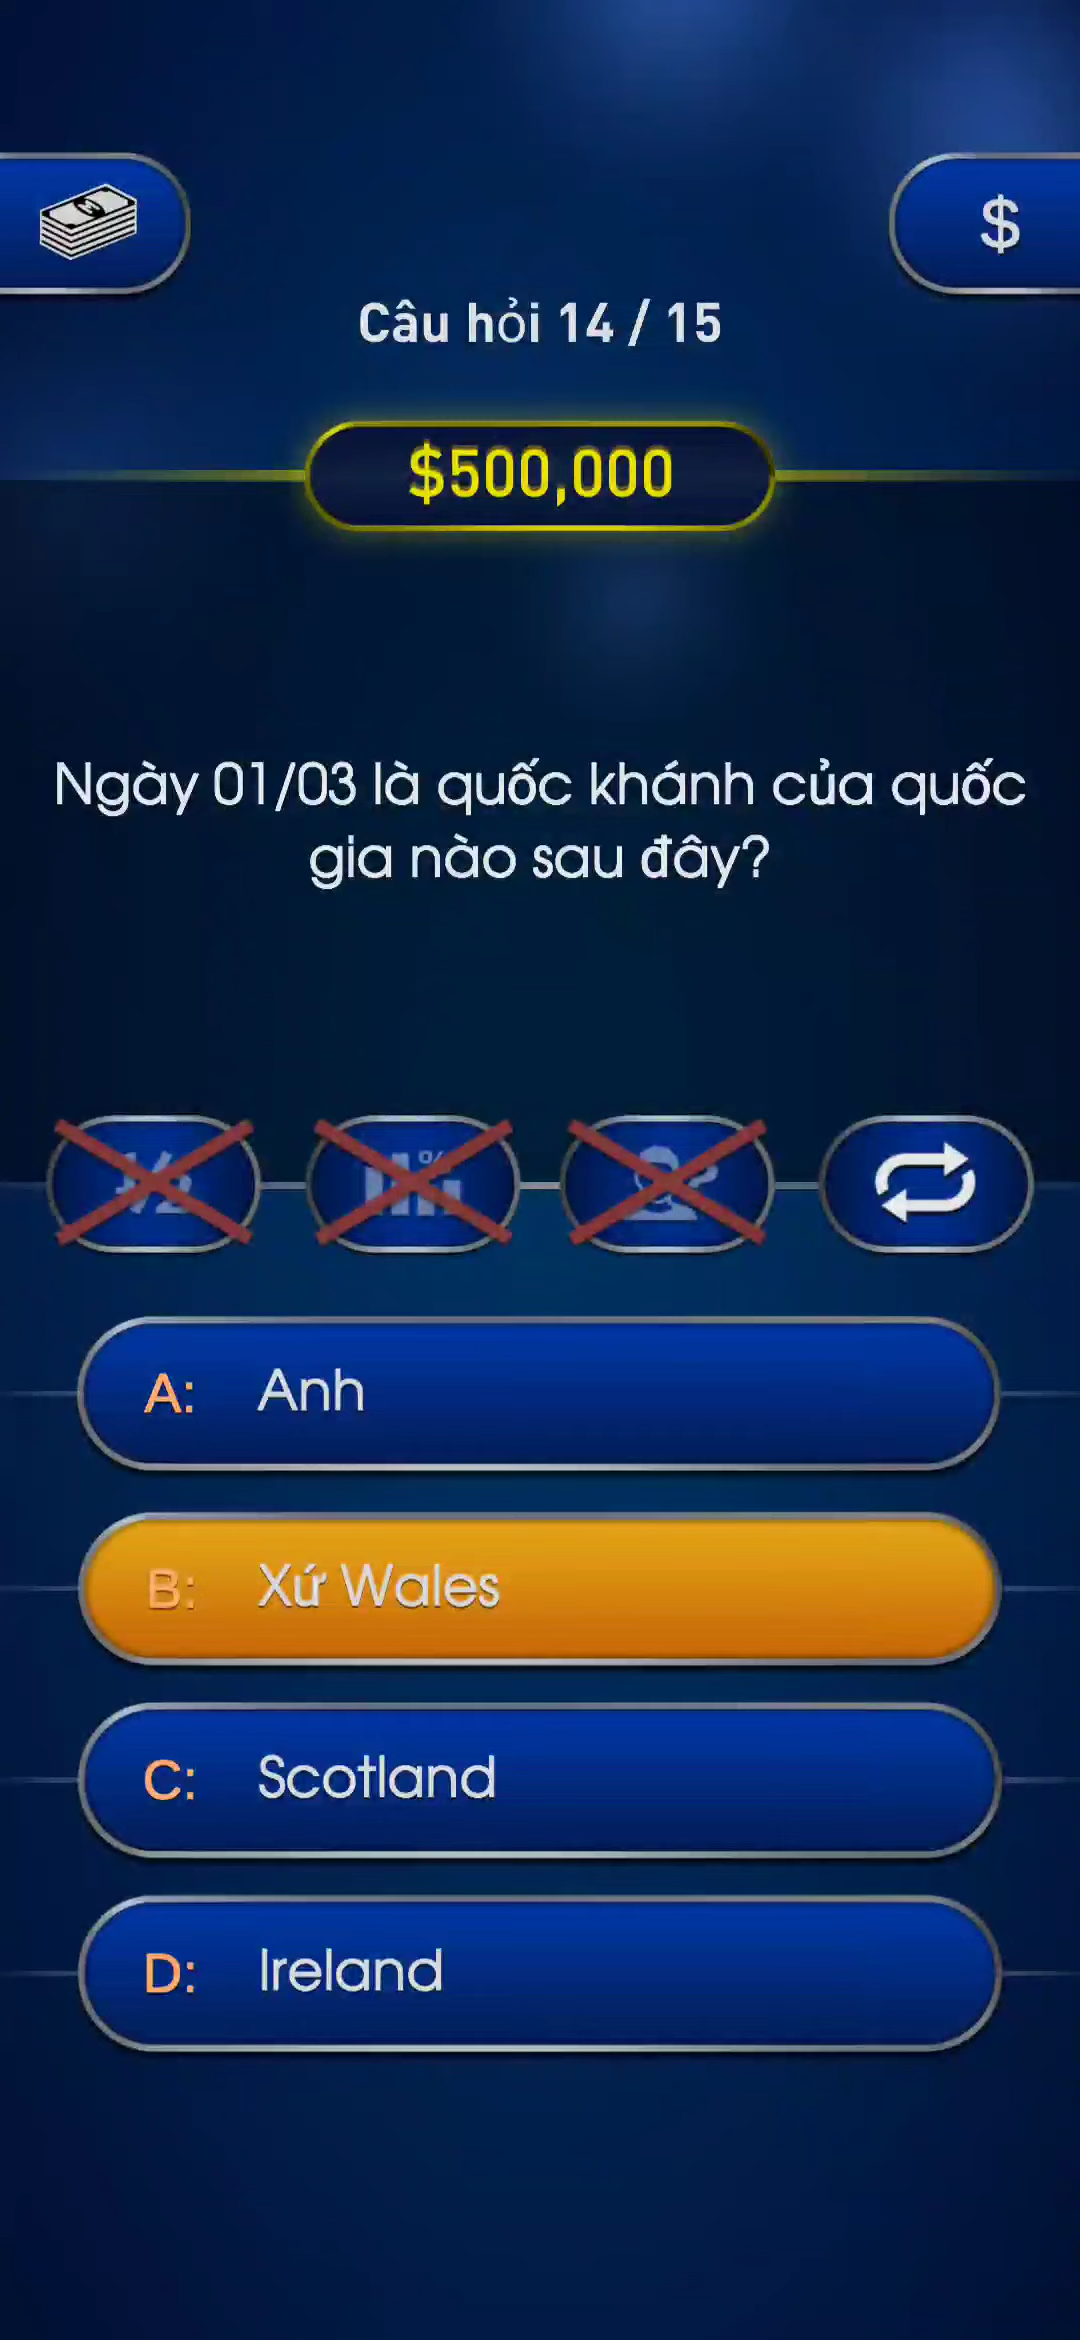 $
Câu hỏi 14 / 15
$500,000
Ngày 01/03 là quốc khánh của quốc
gia nào sau đây?
A: Anh
B: Xứ Wales
C: Scotland
D: Ireland